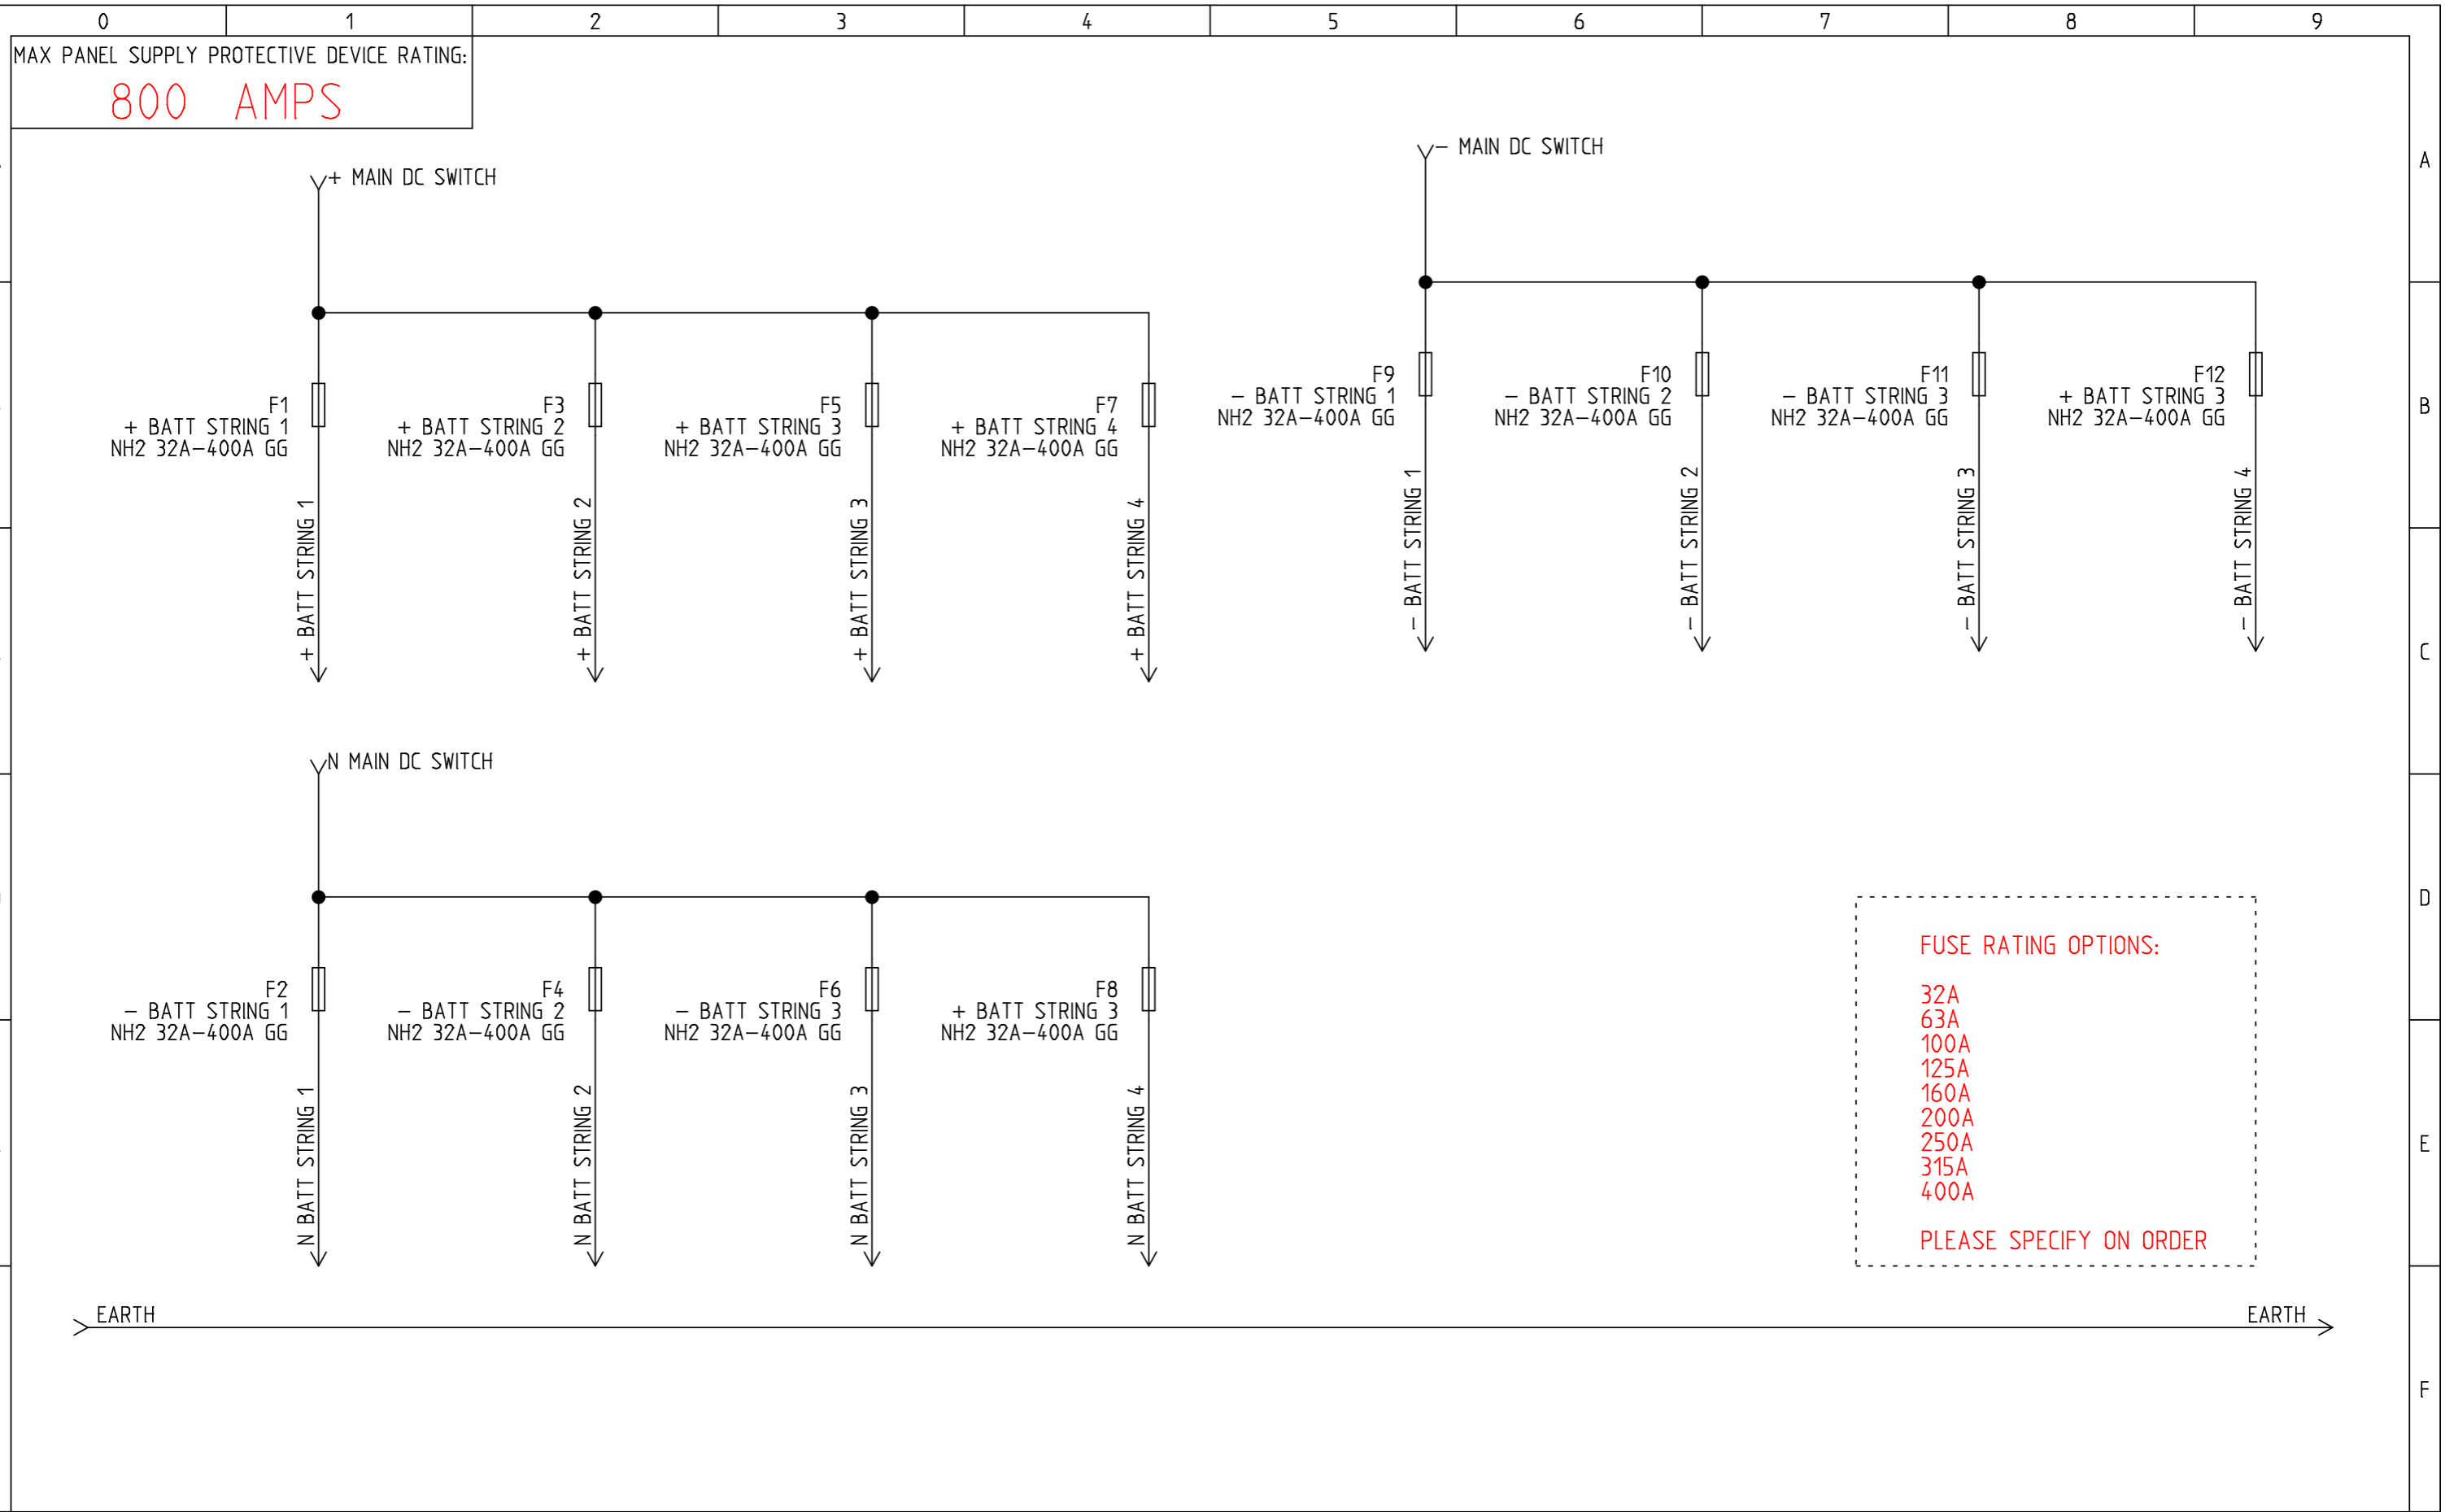 0 1 2 3 4 5 6 7 8 9
MAX PANEL SUPPLY PROTECTIVE DEVICE RATING:
800 AMPS
+ MAIN DC SWITCH
F1
+ BATT STRING 1
NH2 32A-400A GG
+ BATT STRING 1
F3
+ BATT STRING 2
NH2 32A-400A GG
+ BATT STRING 2
F5
+ BATT STRING 3
NH2 32A-400A GG
+ BATT STRING 3
F7
+ BATT STRING 4
NH2 32A-400A GG
+ BATT STRING 4
- MAIN DC SWITCH
F9
- BATT STRING 1
NH2 32A-400A GG
- BATT STRING 1
F10
- BATT STRING 2
NH2 32A-400A GG
- BATT STRING 2
F11
- BATT STRING 3
NH2 32A-400A GG
- BATT STRING 3
F12
+ BATT STRING 3
NH2 32A-400A GG
- BATT STRING 4
N MAIN DC SWITCH
F2
- BATT STRING 1
NH2 32A-400A GG
N BATT STRING 1
F4
- BATT STRING 2
NH2 32A-400A GG
N BATT STRING 2
F6
- BATT STRING 3
NH2 32A-400A GG
N BATT STRING 3
F8
+ BATT STRING 3
NH2 32A-400A GG
N BATT STRING 4
FUSE RATING OPTIONS:
32A
63A
100A
125A
160A
200A
250A
315A
400A
PLEASE SPECIFY ON ORDER
EARTH
EARTH
A
B
C
D
E
F